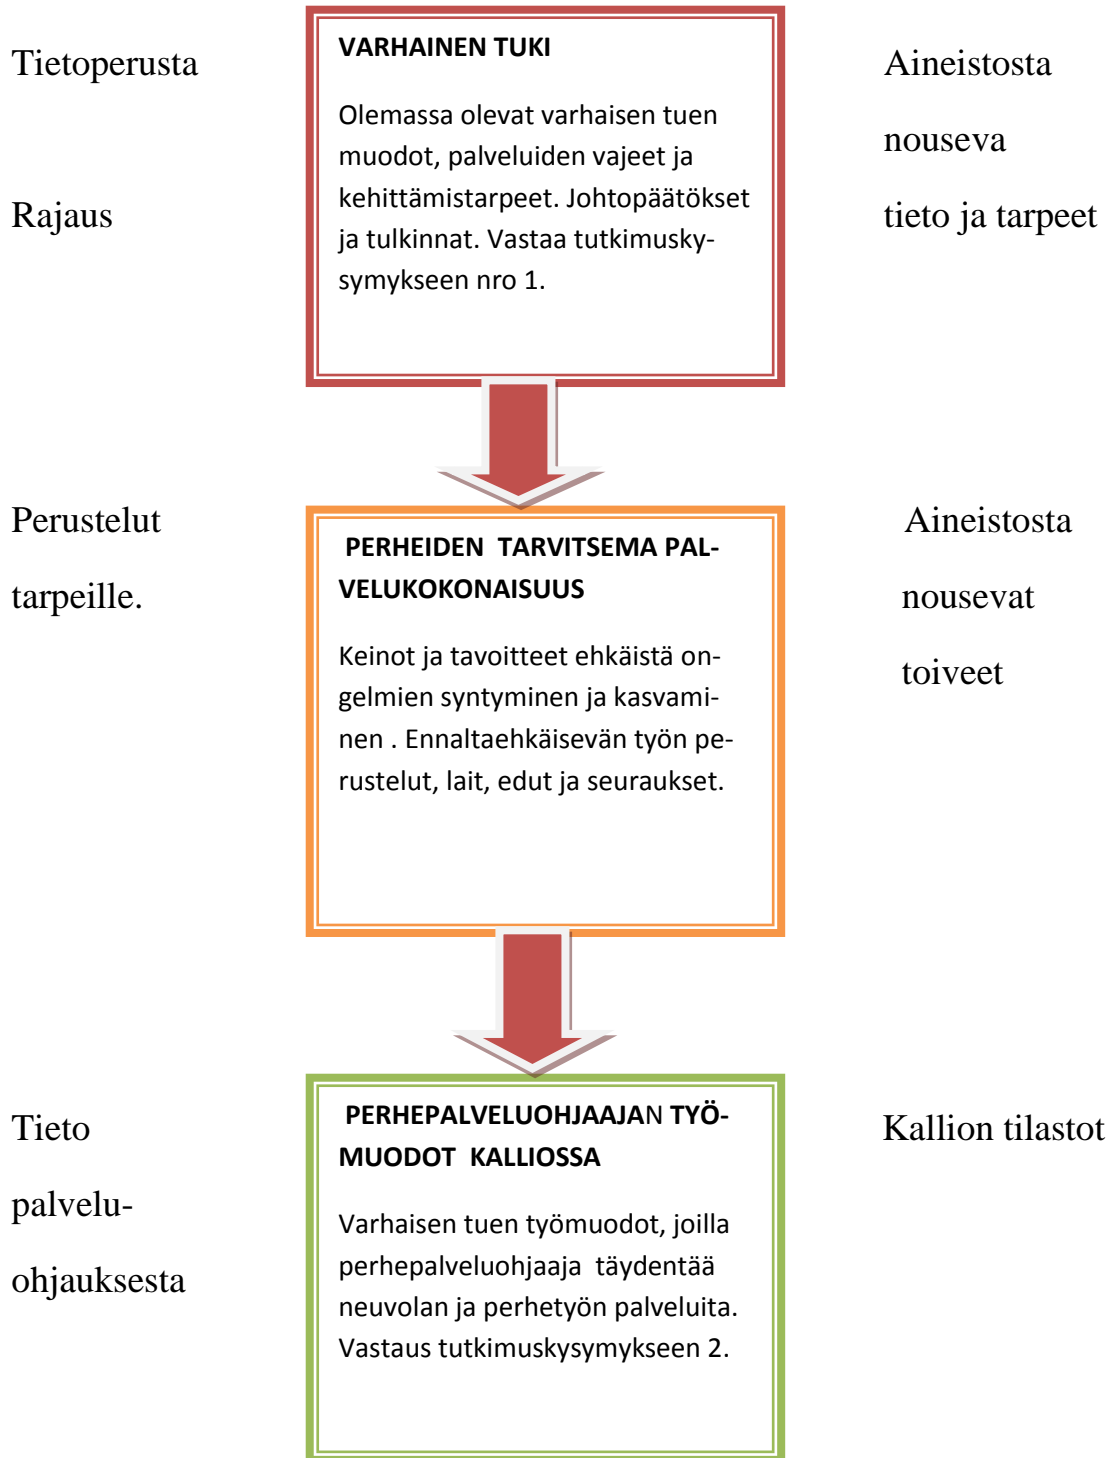 Tietoperusta
Rajaus
VARHAINEN TUKI
Olemassa olevat varhaisen tuen
muodot, palveluiden vajeet ja
kehittämistarpeet. Johtopäätökset
ja tulkinnat. Vastaa tutkimusky-
symykseen nro 1.
Aineistosta
nouseva
tieto ja tarpeet
Perustelut
tarpeille.
PERHEIDEN TARVITSEMA PAL-
VELUKOKONAISUUS
Keinot ja tavoitteet ehkäistä on-
gelmien syntyminen ja kasvami-
nen . Ennaltaehkäisevän työn pe-
rustelut, lait, edut ja seuraukset.
Aineistosta
nousevat
toiveet
Tieto
palvelu-
ohjauksesta
PERHEPALVELUOHJAAJAN TYÖ-
MUODOT KALLIOSSA
Varhaisen tuen työmuodot, joilla
perhepalveluohjaaja täydentää
neuvolan ja perhetyön palveluita.
Vastaus tutkimuskysymykseen 2.
Kallion tilastot